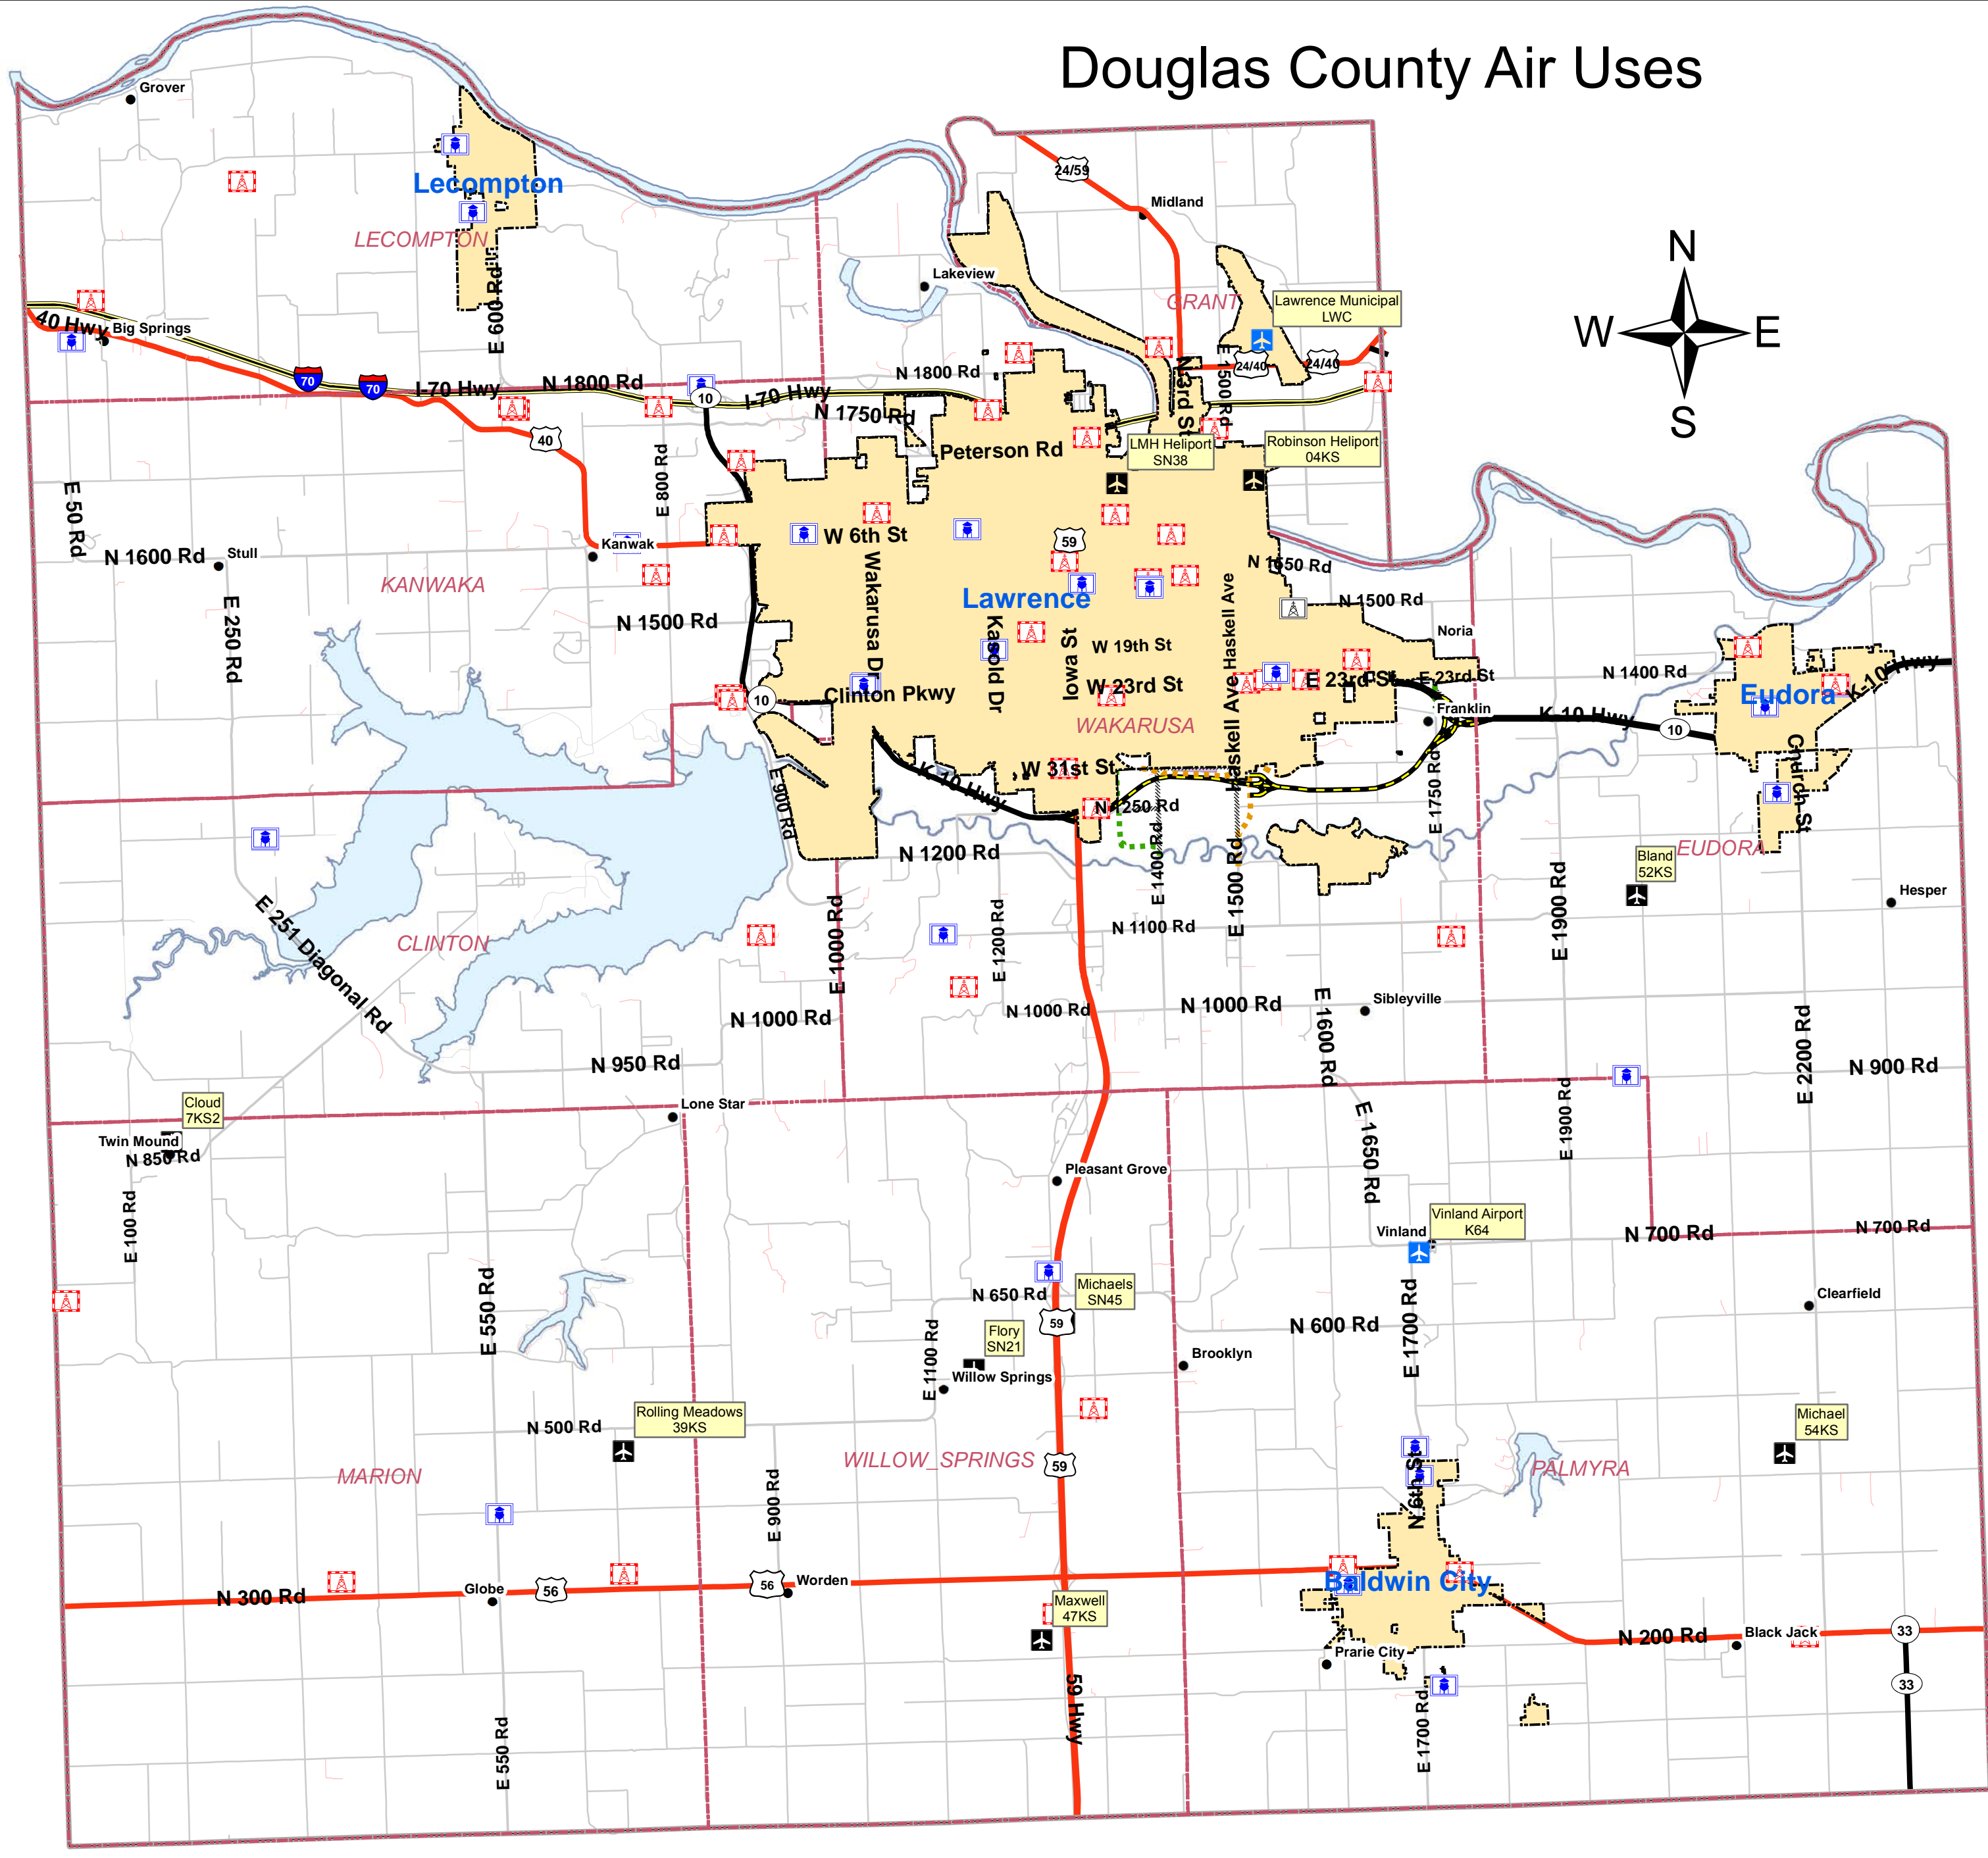 Douglas County Air Uses
Grover
24/59
Lecompton
Midland
LECOMPTON
N
W
E
S
Lakeview
E 600 Rd
GRANT
Lawrence Municipal
LWC
40 Hwy
Big Springs
70
70
I-70 Hwy
N 1800 Rd
10
I-70 Hwy
N 1800 Rd
N 1750 Rd
24/40
24/40
N 3rd St
E 1500 Rd
40
Peterson Rd
LMH Heliport
SN38
Robinson Heliport
04KS
E 50 Rd
E 800 Rd
N 1600 Rd
Stull
Kanwak
W 6th St
59
N 1650 Rd
KANWAKA
E 250 Rd
N 1500 Rd
Wakarusa Dr
Lawrence
Kasold Dr
Iowa St
Haskell Ave
N 1500 Rd
Noria
W 19th St
W 23rd St
E 23rd St
E 23rd St
N 1400 Rd
10
Clinton Pkwy
WAKARUSA
Franklin
K-10 Hwy
10
Eudora
K-10 Hwy
Church St
E 900 Rd
K-10 Hwy
W 31st St
Haskell Ave
N 1250 Rd
E 1750 Rd
N 1200 Rd
E 1400 Rd
E 1500 Rd
EUDORA
Bland
52KS
Hesper
E 251 Diagonal Rd
CLINTON
E 1000 Rd
E 1200 Rd
N 1100 Rd
E 1900 Rd
N 1000 Rd
N 1000 Rd
N 1000 Rd
Sibleyville
E 1600 Rd
E 2200 Rd
N 950 Rd
N 900 Rd
Cloud
7KS2
Lone Star
Twin Mound
N 850 Rd
E 1650 Rd
E 1900 Rd
E 100 Rd
Pleasant Grove
Vinland
Vinland Airport
K64
N 700 Rd
N 700 Rd
E 550 Rd
N 650 Rd
Michaels
SN45
59
Flory
SN21
E 1100 Rd
Willow Springs
N 600 Rd
E 1700 Rd
Clearfield
Brooklyn
Rolling Meadows
39KS
N 500 Rd
Michael
54KS
MARION
WILLOW_SPRINGS
59
N 6th St
PALMYRA
E 900 Rd
N 300 Rd
Globe
56
56
Worden
Baldwin City
Maxwell
47KS
Prarie City
N 200 Rd
Black Jack
33
33
59 Hwy
E 550 Rd
E 1700 Rd